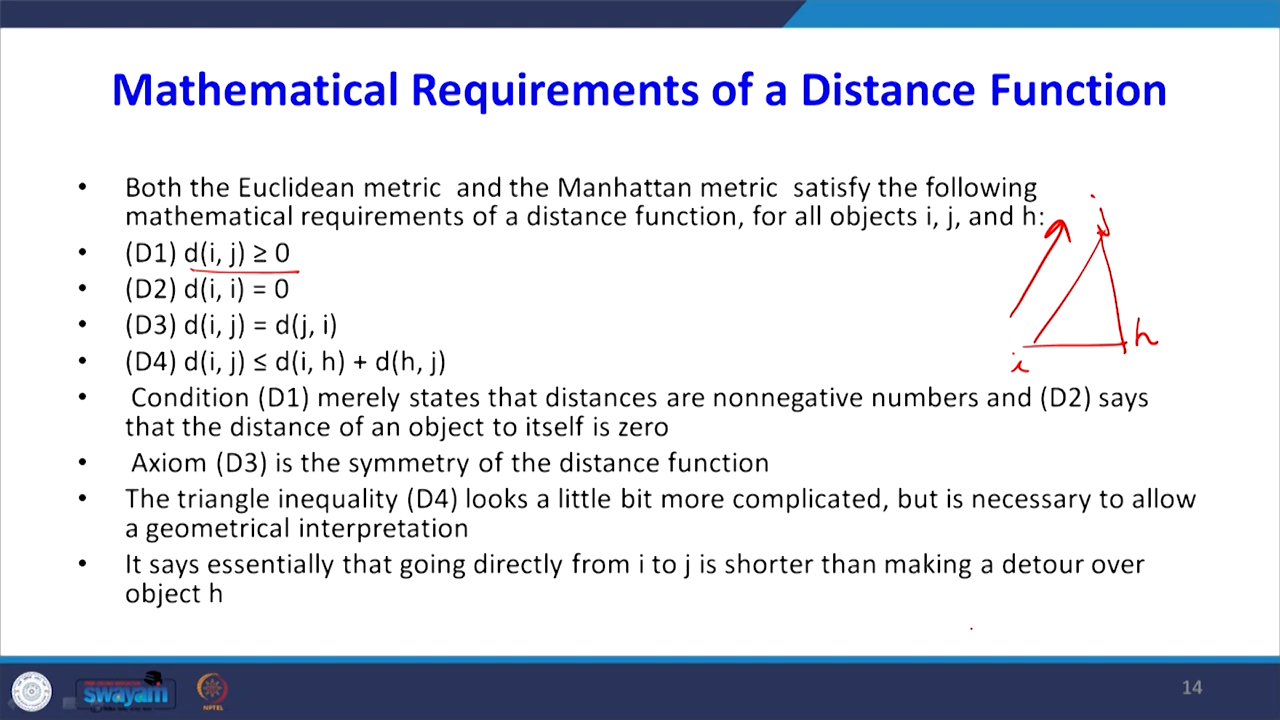 Mathematical Requirements of a Distance Function
• Both the Euclidean metric and the Manhattan metric satisfy the following
mathematical requirements of a distance function, for all objects i, j, and h:
• (D1) d(i, j) ≥ 0
• (D2) d(i, i) = 0
• (D3) d(i, j) = d(j, i)
• (D4) d(i, j) ≤ d(i, h) + d(h, j)
• Condition (D1) merely states that distances are nonnegative numbers and (D2) says
that the distance of an object to itself is zero
• Axiom (D3) is the symmetry of the distance function
• The triangle inequality (D4) looks a little bit more complicated, but is necessary to allow
a geometrical interpretation
• It says essentially that going directly from i to j is shorter than making a detour over
object h
j
h
i
swayam
NPTEL
14